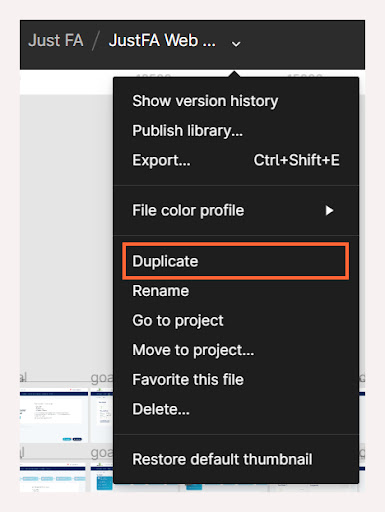 Just FA / JustFA Web ...
Show version history
Publish library...
Export... Ctrl+Shift+E
File color profile
Duplicate
Rename
Go to project
Move to project...
Favorite this file
Delete...
Restore default thumbnail